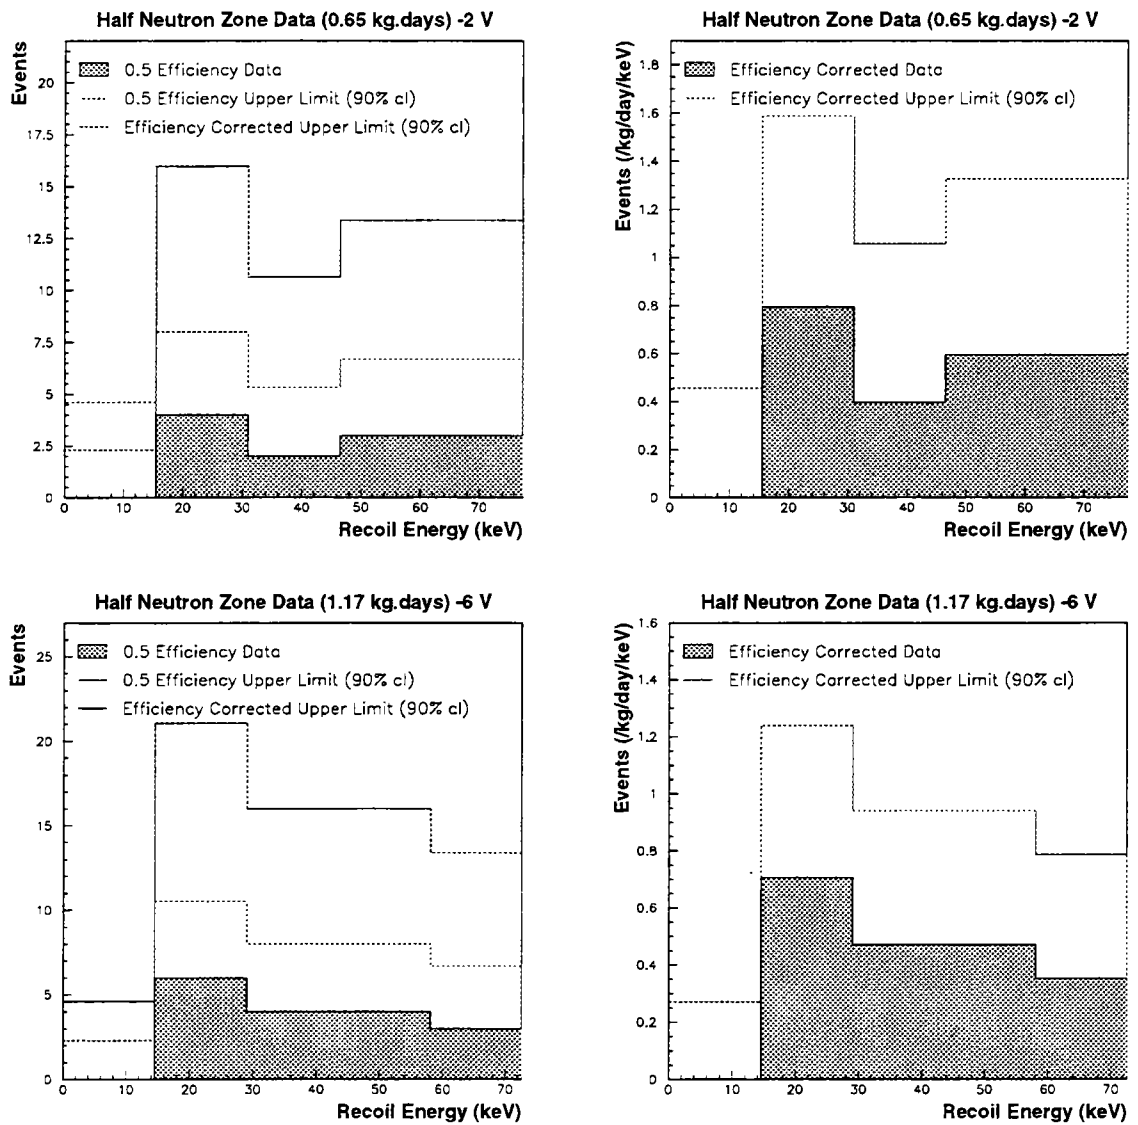 Half Neutron Zone Data (0.65 kg.days) -2 V
Events
20
17.5
15
12.5
10
7.5
5
2.5
0
0.5 Efficiency Data
0.5 Efficiency Upper Limit (90% cl)
Efficiency Corrected Upper Limit (90% cl)
0 10 20 30 40 50 60 70
Recoil Energy (keV)
Half Neutron Zone Data (0.65 kg.days) -2 V
Events (/kg/day/keV)
1.8
1.6
1.4
1.2
1
0.8
0.6
0.4
0.2
0
Efficiency Corrected Data
Efficiency Corrected Upper Limit (90% cl)
0 10 20 30 40 50 60 70
Recoil Energy (keV)
Half Neutron Zone Data (1.17 kg.days) -6 V
Events
25
20
15
10
5
0
0.5 Efficiency Data
0.5 Efficiency Upper Limit (90% cl)
Efficiency Corrected Upper Limit (90% cl)
0 10 20 30 40 50 60 70
Recoil Energy (keV)
Half Neutron Zone Data (1.17 kg.days) -6 V
Events (/kg/day/keV)
1.6
1.4
1.2
1
0.8
0.6
0.4
0.2
0
Efficiency Corrected Data
Efficiency Corrected Upper Limit (90% cl)
0 10 20 30 40 50 60 70
Recoil Energy (keV)